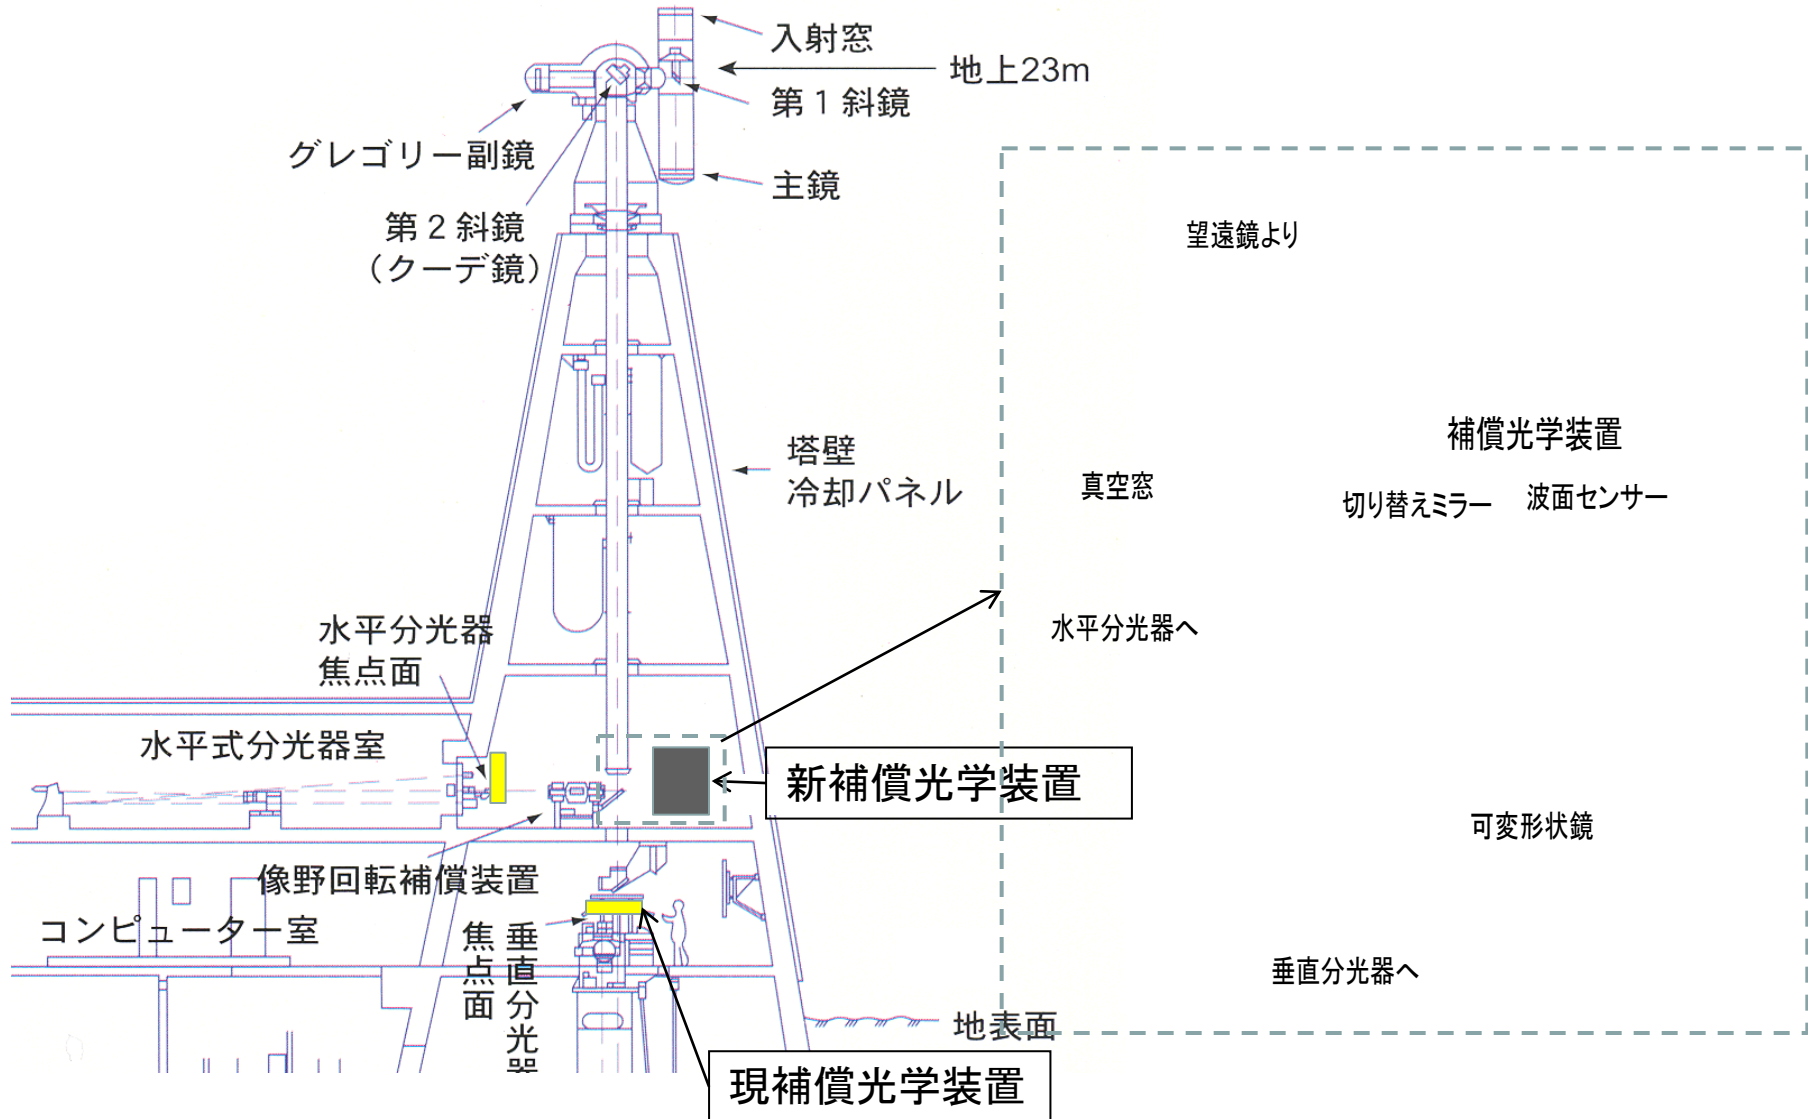 入射窓
地上23m
第1斜鏡
グレゴリー副鏡
主鏡
第2斜鏡
(クーデ鏡)
塔壁
冷却パネル
水平分光器
焦点面
水平式分光器室
新補償光学装置
像野回転補償装置
コンピューター室
垂直分光器
焦点面
地表面
現補償光学装置
望遠鏡より
補償光学装置
真空窓
切り替えミラー
波面センサー
水平分光器へ
可変形状鏡
垂直分光器へ